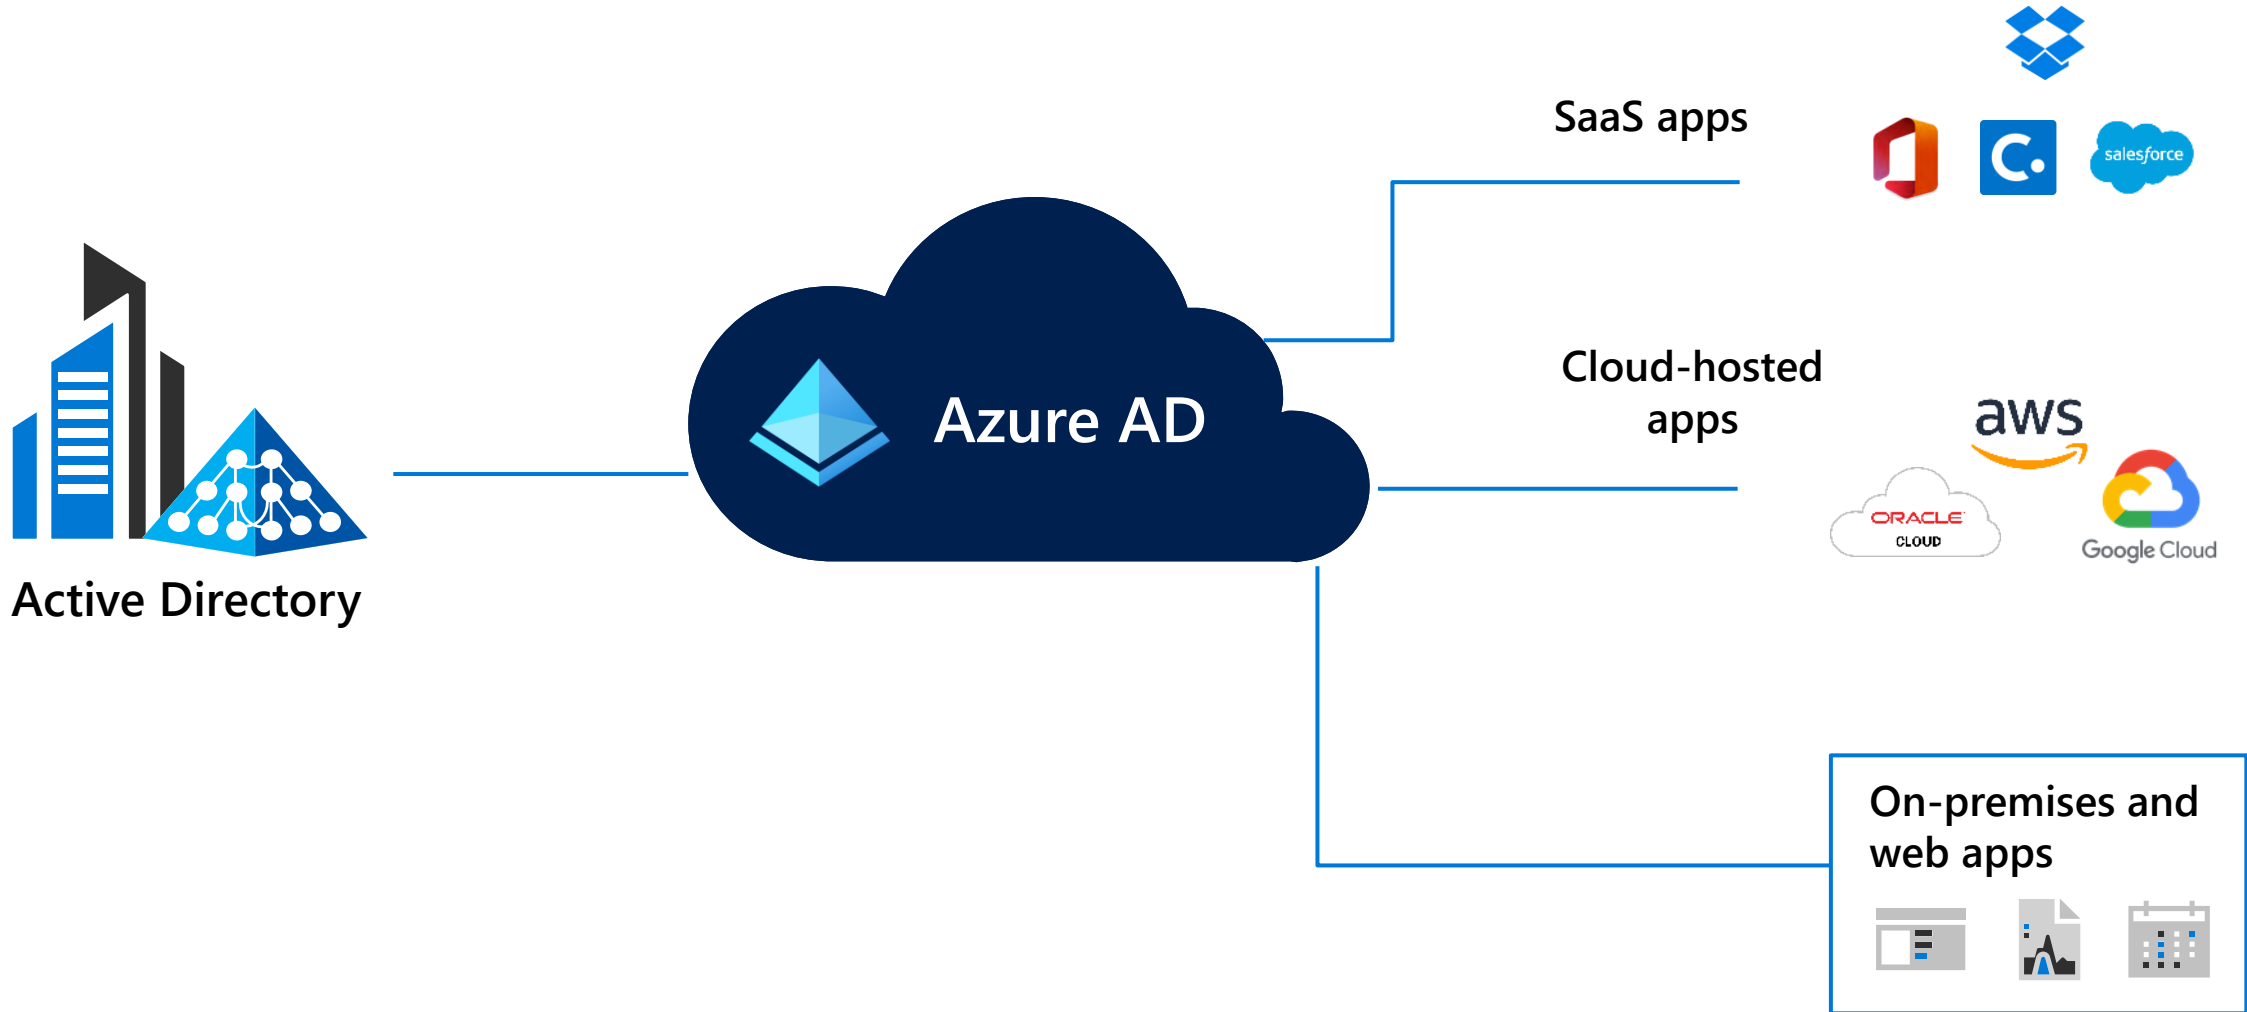 SaaS apps
salesforce
Azure AD
Cloud-hosted
apps
aws
ORACLE
CLOUD
Google Cloud
Active Directory
On-premises and
web apps